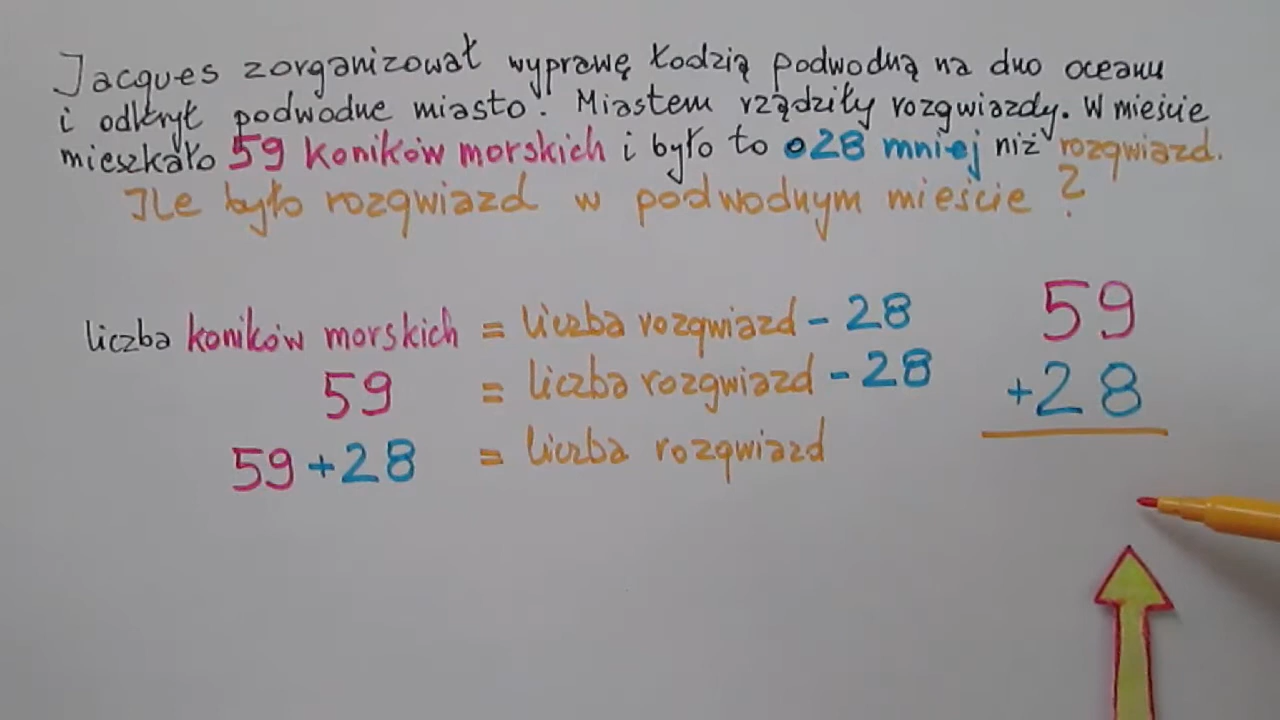 Jacques zorganizował wyprawę łodzią podwodną na dno oceanu
i odkrył podwodne miasto! Miastem rządziły rozgwiazdy. W mieście
mieszkało 59 koników morskich i było to o 28 mniej niż rozgwiazd.
Ile było rozgwiazd w podwodnym mieście?
liczba koników morskich = liczba rozgwiazd - 28
59 = liczba rozgwiazd - 28
59 + 28 = liczba rozgwiazd
59
+28